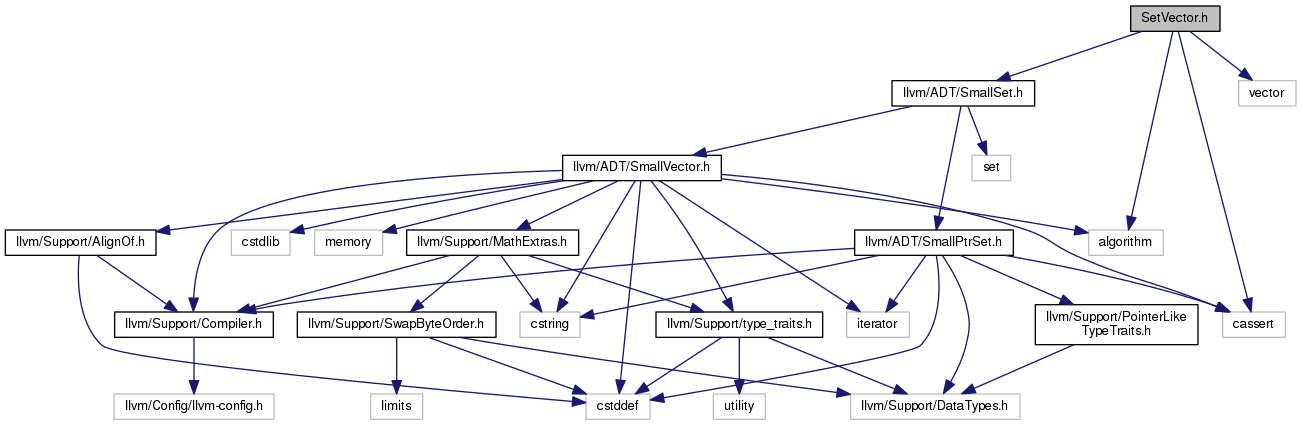 SetVector.h
llvm/ADT/SmallSet.h
vector
llvm/ADT/SmallVector.h
set
llvm/Support/AlignOf.h
cstdlib
memory
llvm/Support/MathExtras.h
llvm/ADT/SmallPtrSet.h
algorithm
llvm/Support/Compiler.h
llvm/Support/SwapByteOrder.h
cstring
llvm/Support/type_traits.h
iterator
llvm/Support/PointerLike
TypeTraits.h
cassert
llvm/Config/llvm-config.h
limits
cstddef
utility
llvm/Support/DataTypes.h